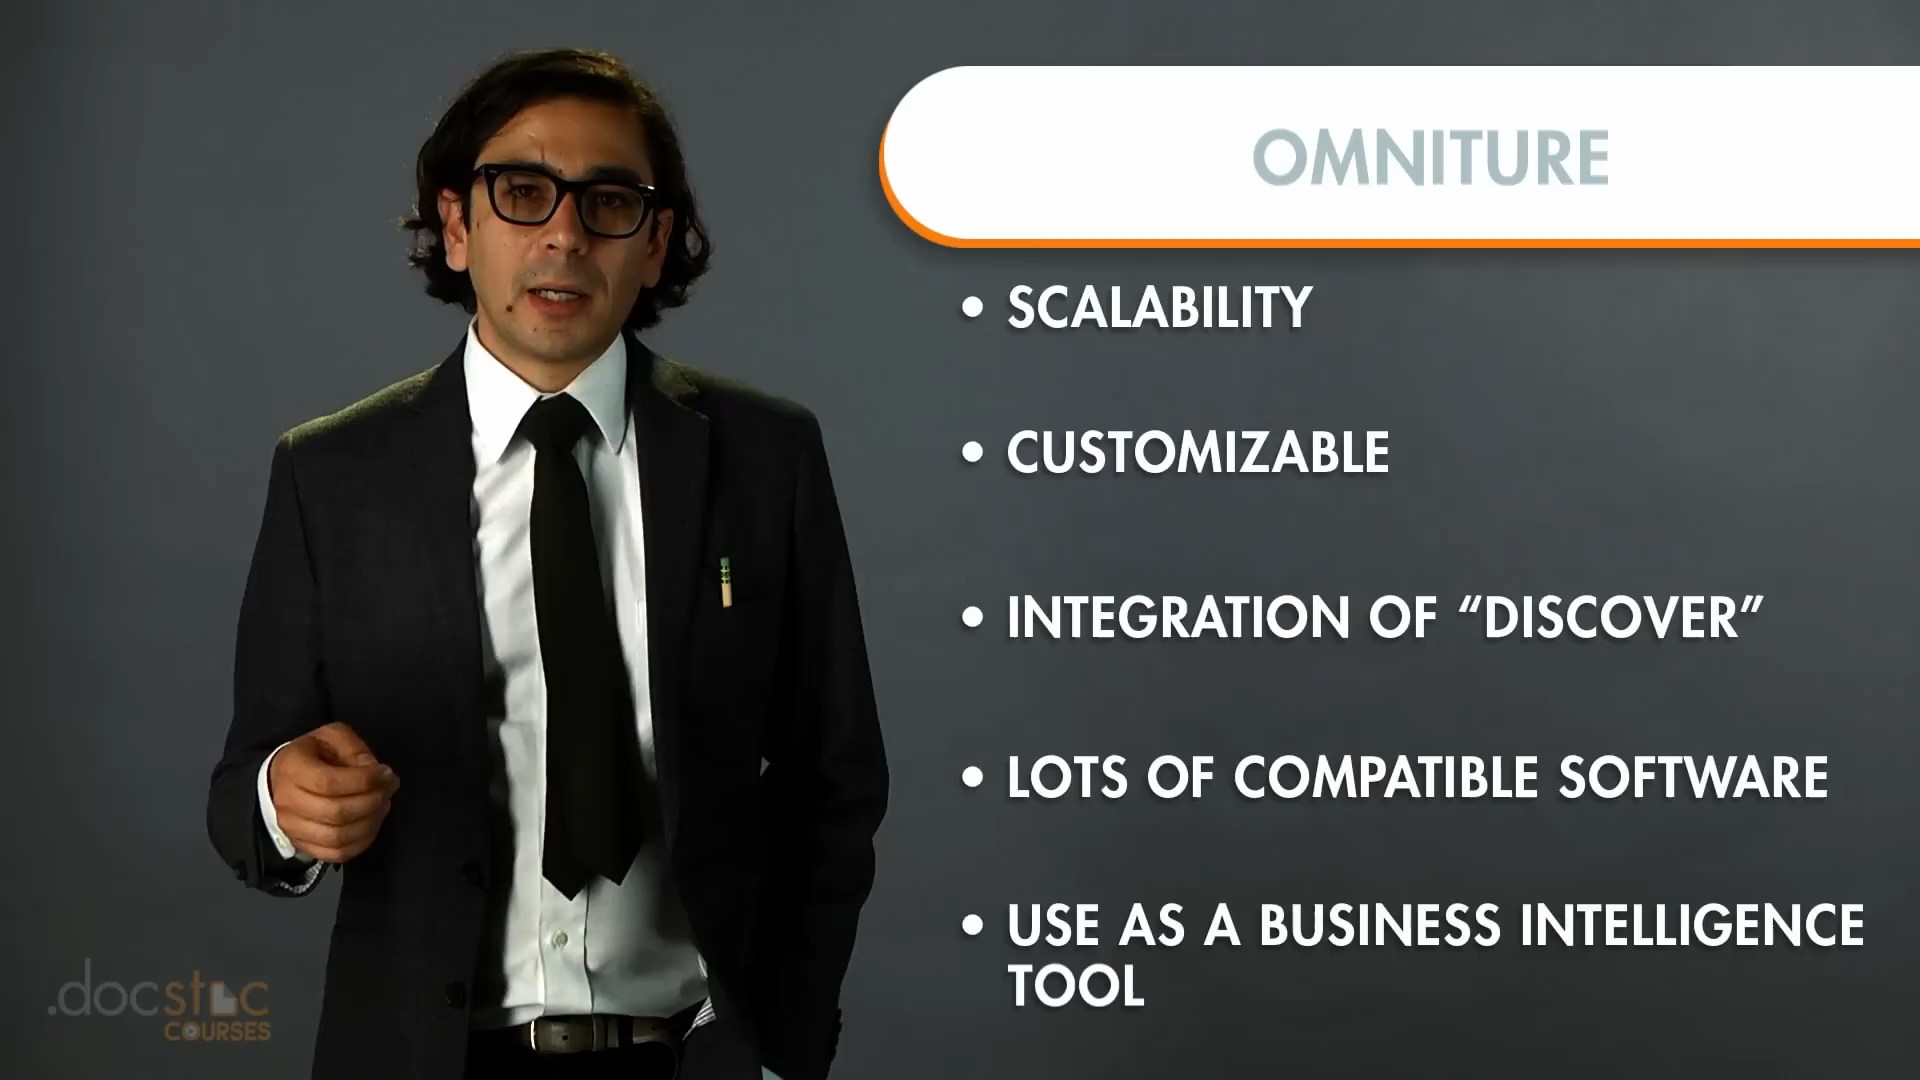 OMNITURE
• SCALABILITY
• CUSTOMIZABLE
• INTEGRATION OF “DISCOVER”
• LOTS OF COMPATIBLE SOFTWARE
• USE AS A BUSINESS INTELLIGENCE
TOOL
.docstoc
COURSES